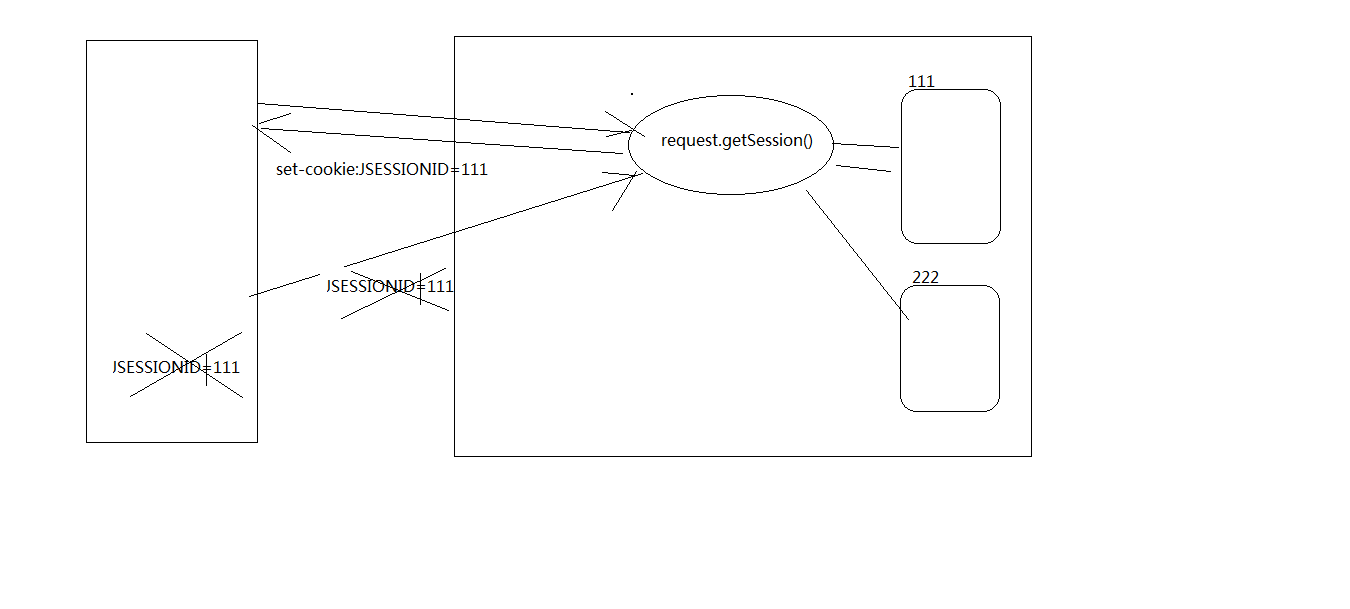 111
request.getSession()
set-cookie:JSESSIONID=111
222
JSESSIONID=111
JSESSIONID=111